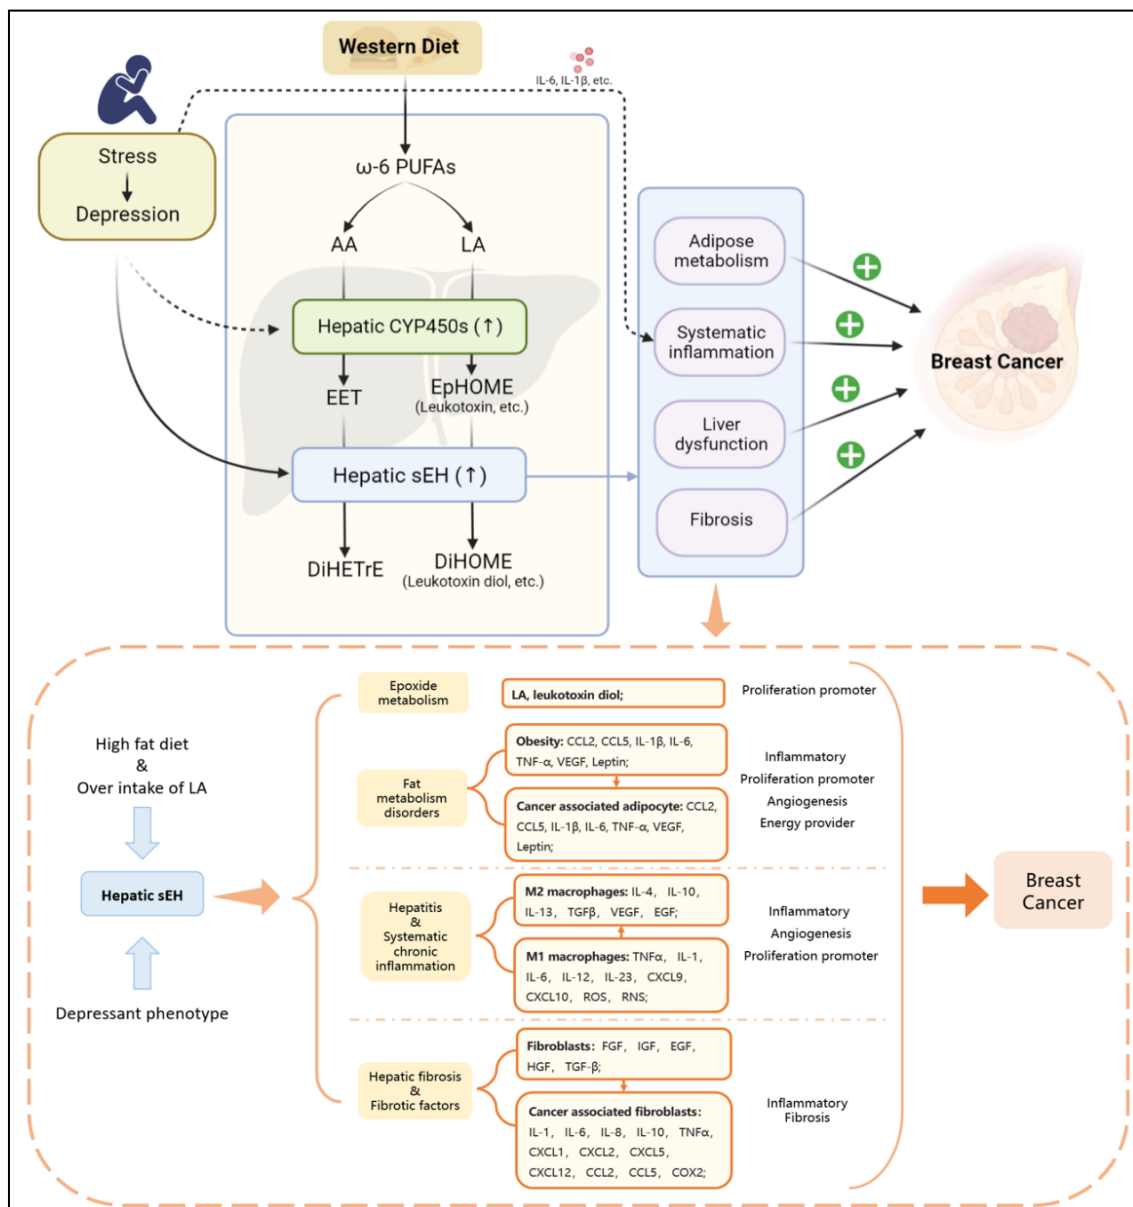 Western Diet
IL-6, IL-1β, etc.
Stress
Depression
ω-6 PUFAs
AA
LA
Hepatic CYP450s (↑)
EET
EpHOME
(Leukotoxin, etc.)
Hepatic sEH (↑)
DiHETrE
DiHOME
(Leukotoxin diol, etc.)
Adipose
metabolism
Systematic
inflammation
Liver
dysfunction
Fibrosis
Breast Cancer
High fat diet
&
Over intake of LA
Hepatic sEH
Depressant phenotype
Epoxide
metabolism
LA, leukotoxin diol;
Proliferation promoter
Fat
metabolism
disorders
Obesity: CCL2, CCL5, IL-1β, IL-6,
TNF-α, VEGF, Leptin;
Cancer associated adipocyte: CCL2,
CCL5, IL-1β, IL-6, TNF-α, VEGF,
Leptin;
Inflammatory
Proliferation promoter
Angiogenesis
Energy provider
Hepatitis
&
Systematic
chronic
inflammation
M2 macrophages: IL-4, IL-10,
IL-13, TGFβ, VEGF, EGF;
M1 macrophages: TNFα, IL-1,
IL-6, IL-12, IL-23, CXCL9,
CXCL10, ROS, RNS;
Inflammatory
Angiogenesis
Proliferation promoter
Hepatic fibrosis
&
Fibrotic factors
Fibroblasts: FGF, IGF, EGF,
HGF, TGF-β;
Cancer associated fibroblasts:
IL-1, IL-6, IL-8, IL-10, TNFα,
CXCL1, CXCL2, CXCL5,
CXCL12, CCL2, CCL5, COX2;
Inflammatory
Fibrosis
Breast
Cancer